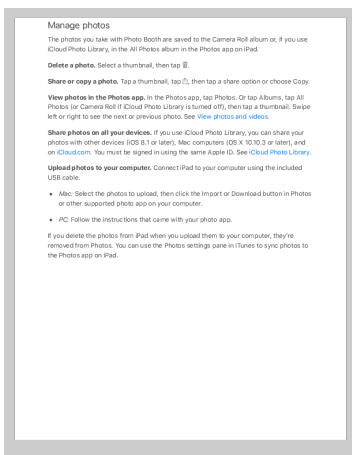 Manage photos
The photos you take with Photo Booth are saved to the Camera Roll album or, if you use
iCloud Photo Library, in the All Photos album in the Photos app on iPad.
Delete a photo. Select a thumbnail, then tap
Share or copy a photo. Tap a thumbnail, tap , then tap a share option or choose Copy.
View photos in the Photos app. In the Photos app, tap Photos. Or tap Albums, tap All
Photos (or Camera Roll if iCloud Photo Library is turned off), then tap a thumbnail. Swipe
left or right to see the next or previous photo. See View photos and videos.
Share photos on all your devices. If you use iCloud Photo Library, you can share your
photos with other devices (iOS 8.1 or later), Mac computers (OS X 10.10.3 or later), and
on iCloud.com. You must be signed in using the same Apple ID. See iCloud Photo Library.
Upload photos to your computer. Connect iPad to your computer using the included
USB cable.
• Mac: Select the photos to upload, then click the Import or Download button in Photos
or other supported photo app on your computer.
• PC: Follow the instructions that came with your photo app.
If you delete the photos from iPad when you upload them to your computer, they're
removed from Photos. You can use the Photos settings pane in iTunes to sync photos to
the Photos app on iPad.